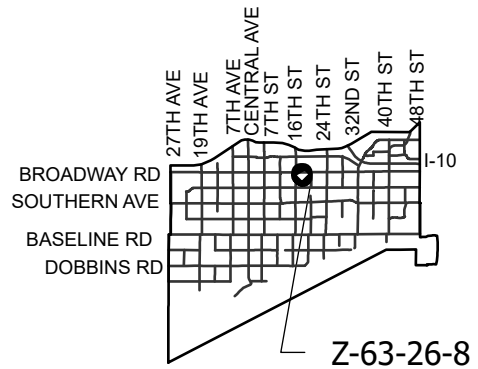 27TH AVE
19TH AVE
7TH AVE
CENTRAL AVE
7TH ST
16TH ST
24TH ST
32ND ST
40TH ST
48TH ST
I-10
BROADWAY RD
SOUTHERN AVE
BASELINE RD
DOBBINS RD
Z-63-26-8